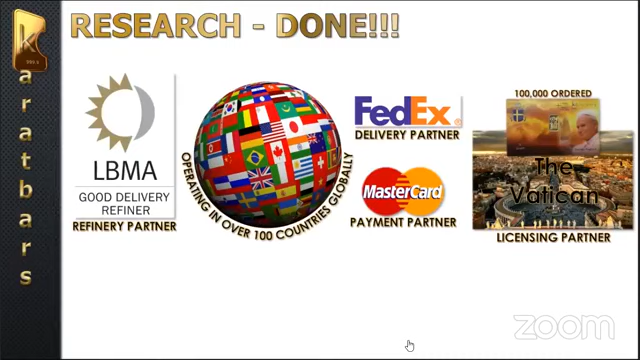 RESEARCH - DONE!!!
karatbars
LBMA
GOOD DELIVERY
REFINER
REFINERY PARTNER
OPERATING IN OVER 100 COUNTRIES GLOBALLY
FedEx
DELIVERY PARTNER
MasterCard
PAYMENT PARTNER
100,000 ORDERED
The
Vatican
LICENSING PARTNER
zoom